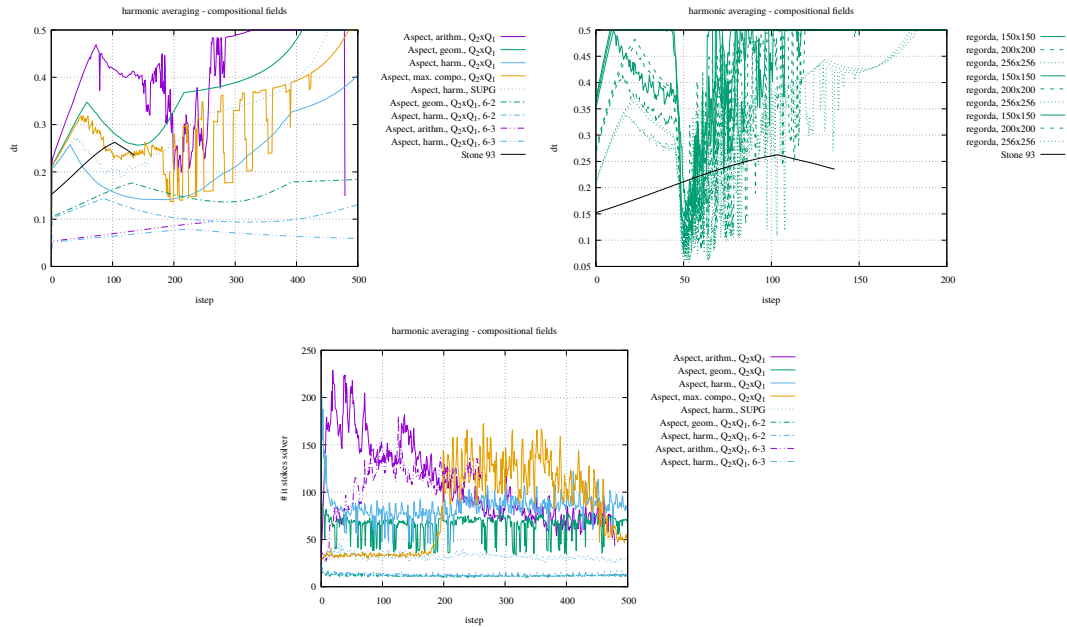 harmonic averaging - compositional fields
0.5
0.4
0.3
0.2
0.1
0
dt
0
100
200
300
400
500
istep
Aspect, arithm., Q2xQ1
Aspect, geom., Q2xQ1
Aspect, harm., Q2xQ1
Aspect, max. compo., Q2xQ1
Aspect, harm., SUPG
Aspect, geom., Q2xQ1, 6-2
Aspect, harm., Q2xQ1, 6-2
Aspect, arithm., Q2xQ1, 6-3
Aspect, harm., Q2xQ1, 6-3
Stone 93
harmonic averaging - compositional fields
0.5
0.45
0.4
0.35
0.3
0.25
0.2
0.15
0.1
0.05
dt
0
50
100
150
200
istep
regorda, 150x150
regorda, 200x200
regorda, 256x256
regorda, 150x150
regorda, 200x200
regorda, 256x256
regorda, 150x150
regorda, 200x200
regorda, 256x256
Stone 93
harmonic averaging - compositional fields
250
200
150
100
50
0
# it stokes solver
0
100
200
300
400
500
istep
Aspect, arithm., Q2xQ1
Aspect, geom., Q2xQ1
Aspect, harm., Q2xQ1
Aspect, max. compo., Q2xQ1
Aspect, harm., SUPG
Aspect, geom., Q2xQ1, 6-2
Aspect, harm., Q2xQ1, 6-2
Aspect, arithm., Q2xQ1, 6-3
Aspect, harm., Q2xQ1, 6-3